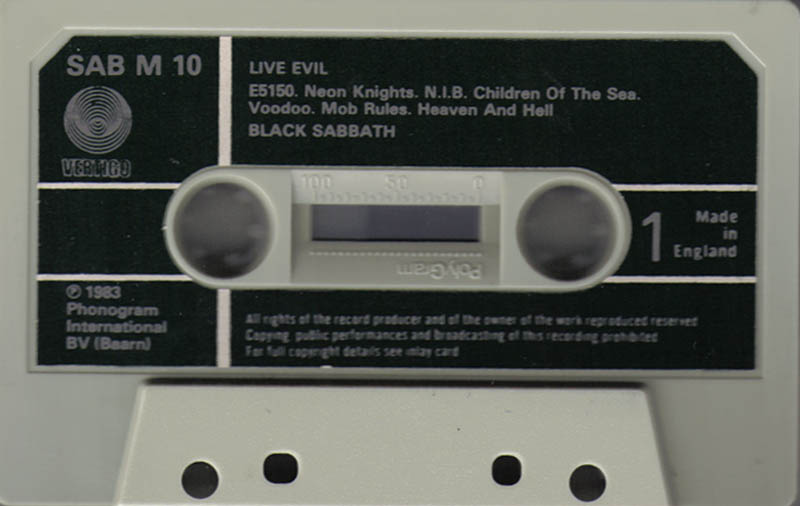 SAB M 10
VERTIGO
LIVE EVIL
E5150. Neon Knights. N.I.B. Children Of The Sea.
Voodoo. Mob Rules. Heaven And Hell
BLACK SABBATH
100 50 0
PolyGram
1
Made
in
England
℗ 1983
Phonogram
International
BV (Bearn)
All rights of the record producer and of the owner of the work reproduced reserved
Copying, public performances and broadcasting of this recording prohibited
For full copyright details see inlay card